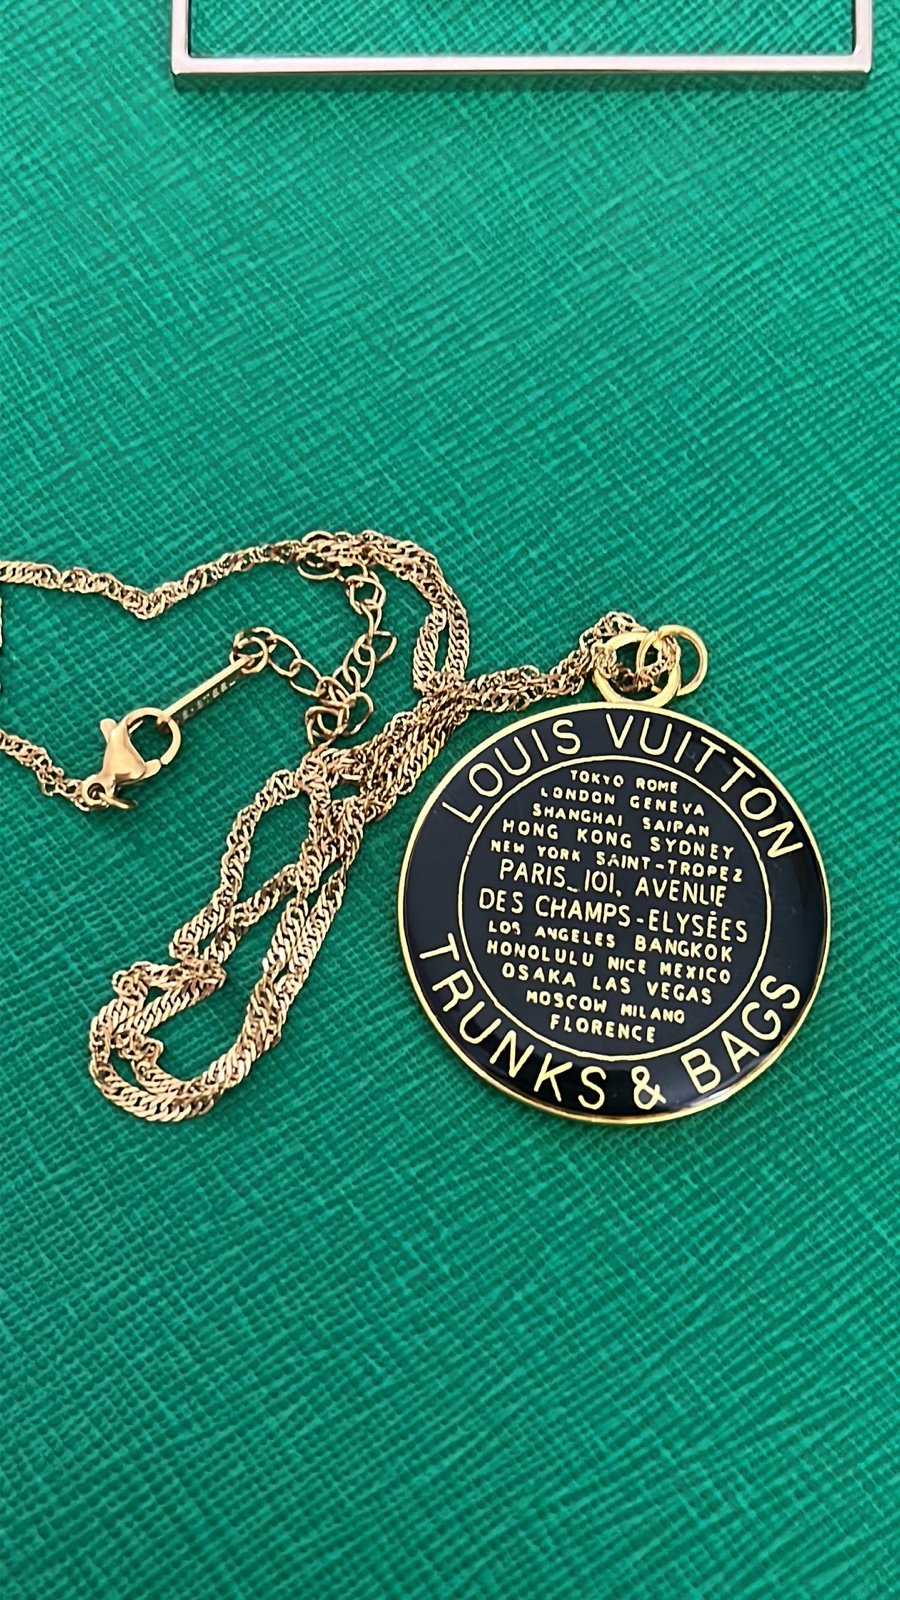 LOUIS VUITTON
TOKYO ROME
LONDON GENEVA
SHANGHAI SAIPAN
HONG KONG SYDNEY
NEW YORK SAINT-TROPEZ
PARIS_101, AVENUE
DES CHAMPS-ELYSÉES
LOS ANGELES BANGKOK
HONOLULU NICE MEXICO
OSAKA LAS VEGAS
MOSCOW MILANO
FLORENCE
TRUNKS & BAGS